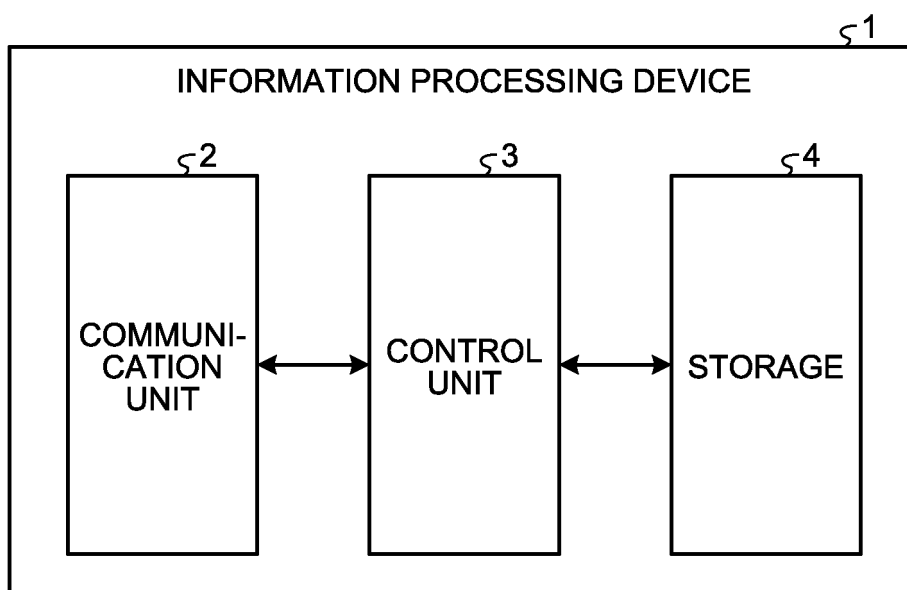 1
INFORMATION PROCESSING DEVICE
2
3
4
COMMUNI-
CATION
UNIT
CONTROL
UNIT
STORAGE